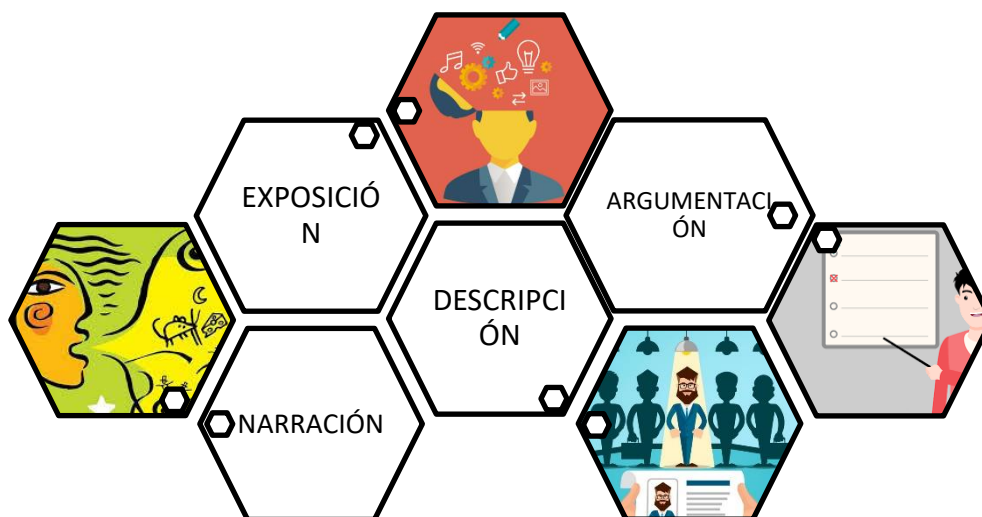 EXPOSICIÓ
N
ARGUMENTACI
ÓN
DESCRIPCI
ÓN
NARRACIÓN